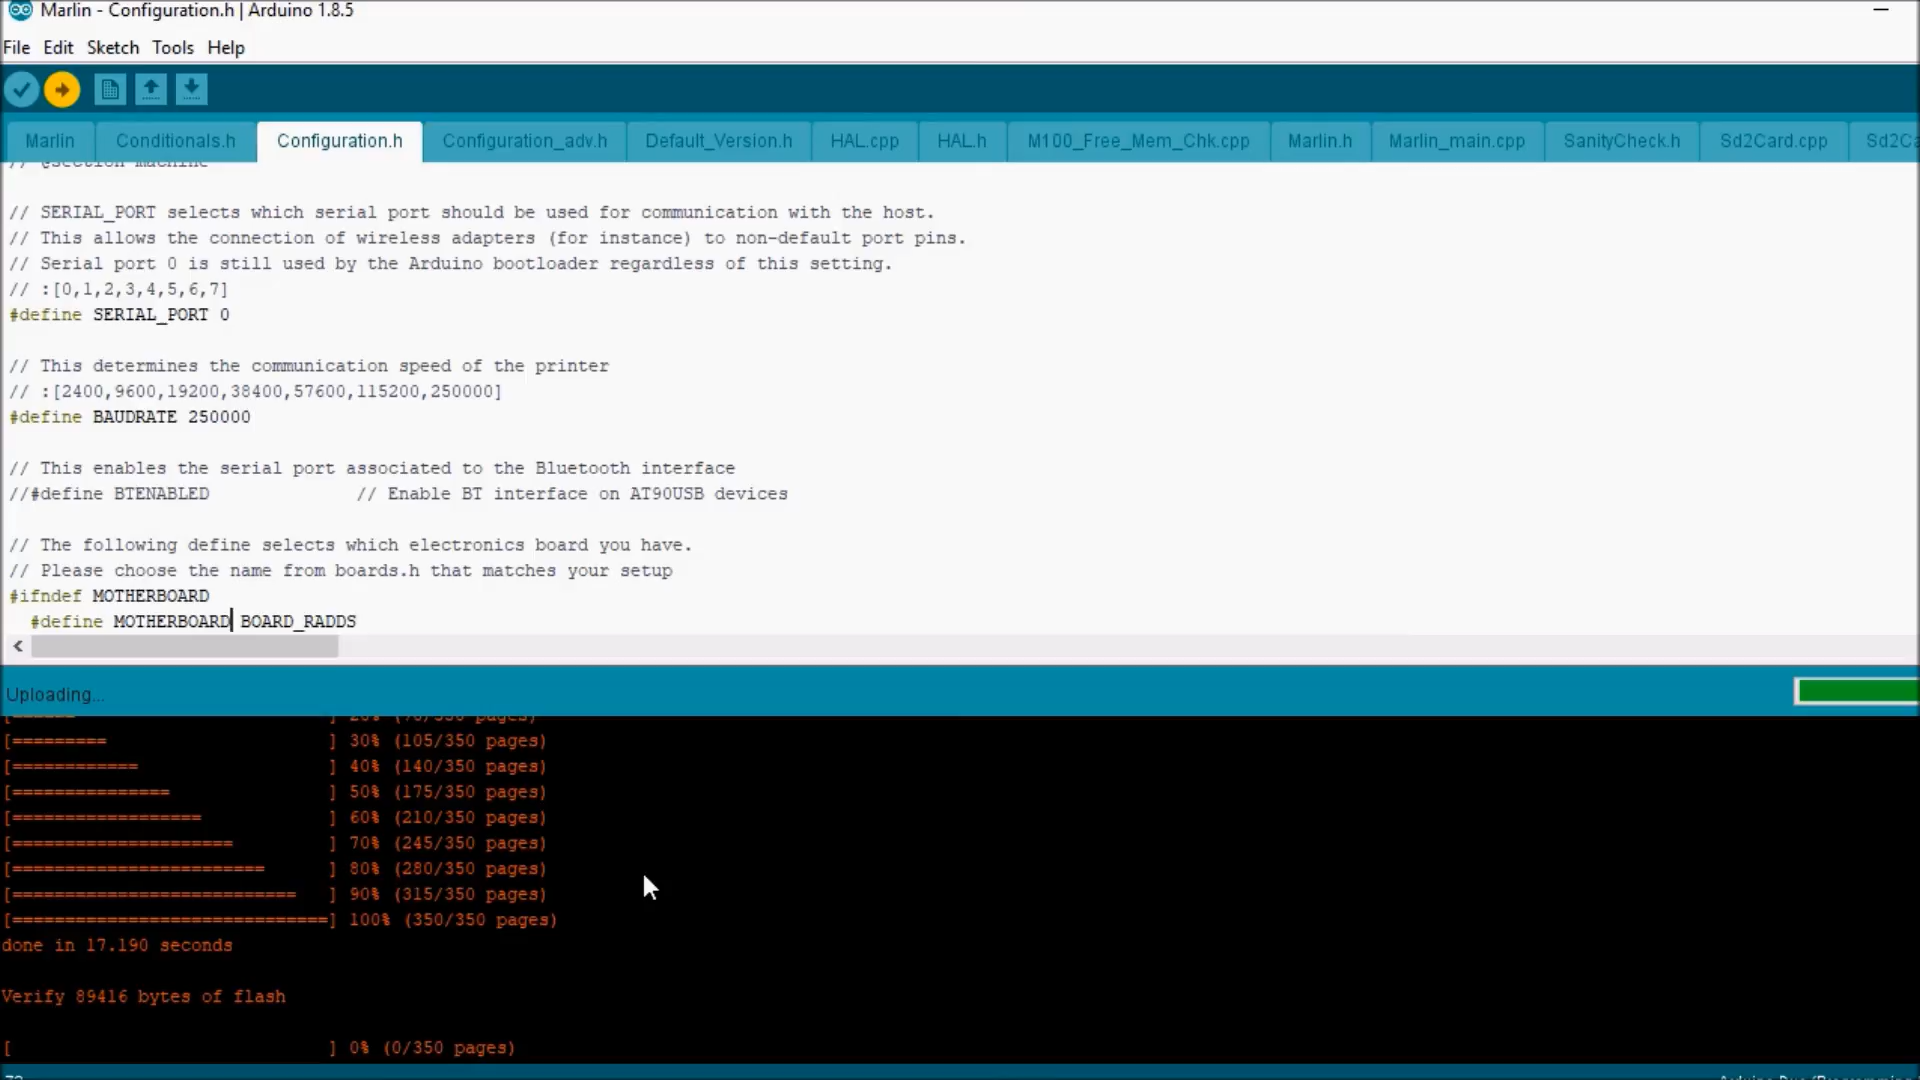 Marlin - Configuration.h | Arduino 1.8.5
File Edit Sketch Tools Help
Marlin Conditionals.h Configuration.h Configuration_adv.h Default_Version.h HAL.cpp HAL.h M100_Free_Mem_Chk.cpp Marlin.h Marlin_main.cpp SanityCheck.h Sd2Card.cpp Sd2Ca
// @section machine
// SERIAL_PORT selects which serial port should be used for communication with the host.
// This allows the connection of wireless adapters (for instance) to non-default port pins.
// Serial port 0 is still used by the Arduino bootloader regardless of this setting.
// :[0,1,2,3,4,5,6,7]
#define SERIAL_PORT 0
// This determines the communication speed of the printer
// :[2400,9600,19200,38400,57600,115200,250000]
#define BAUDRATE 250000
// This enables the serial port associated to the Bluetooth interface
//#define BTENABLED              // Enable BT interface on AT90USB devices
// The following define selects which electronics board you have.
// Please choose the name from boards.h that matches your setup
#ifndef MOTHERBOARD
  #define MOTHERBOARD BOARD_RADDS
Uploading...
[======                        ] 20% (70/350 pages)
[=========                     ] 30% (105/350 pages)
[============                  ] 40% (140/350 pages)
[===============               ] 50% (175/350 pages)
[==================            ] 60% (210/350 pages)
[=====================         ] 70% (245/350 pages)
[========================      ] 80% (280/350 pages)
[===========================   ] 90% (315/350 pages)
[==============================] 100% (350/350 pages)
done in 17.190 seconds
Verify 89416 bytes of flash
[                              ] 0% (0/350 pages)